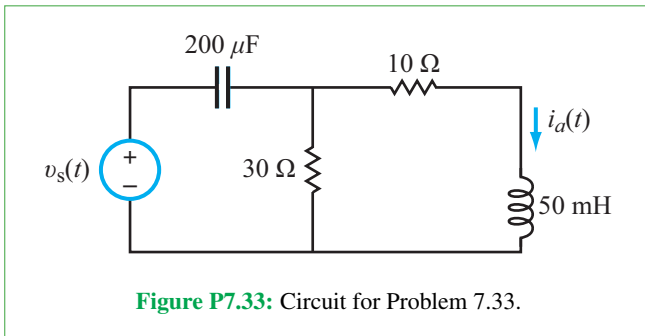 200 μF
10 Ω
i_a(t)
+
v_s(t)
30 Ω
−
50 mH
Figure P7.33: Circuit for Problem 7.33.